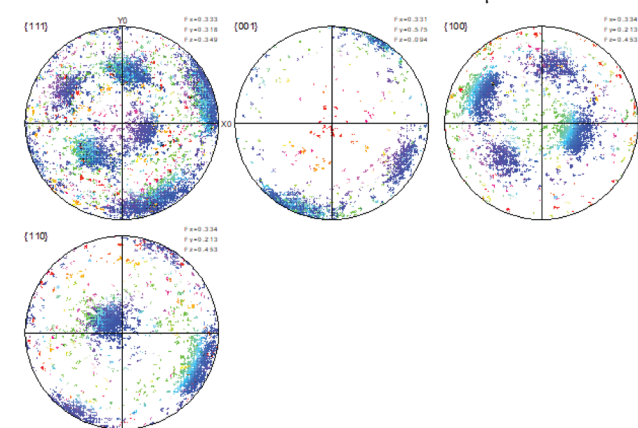 {111}
Y0
Fx=0.333
Fy=0.318
Fz=0.349
X0
{001}
Fx=0.331
Fy=0.575
Fz=0.094
{100}
Fx=0.334
Fy=0.213
Fz=0.453
{110}
Fx=0.334
Fy=0.213
Fz=0.453